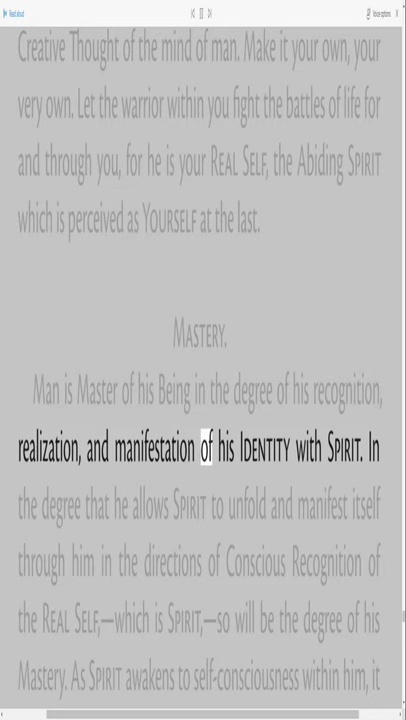 Read aloud
Voice options
Creative Thought of the mind of man. Make it your own, your
very own. Let the warrior within you fight the battles of life for
and through you, for he is your REAL SELF, the Abiding SPIRIT
which is perceived as YOURSELF at the last.
MASTERY.
Man is Master of his Being in the degree of his recognition,
realization, and manifestation of his IDENTITY with SPIRIT. In
the degree that he allows SPIRIT to unfold and manifest itself
through him in the directions of Conscious Recognition of
the REAL SELF,—which is SPIRIT,—so will be the degree of his
Mastery. As SPIRIT awakens to self-consciousness within him, it